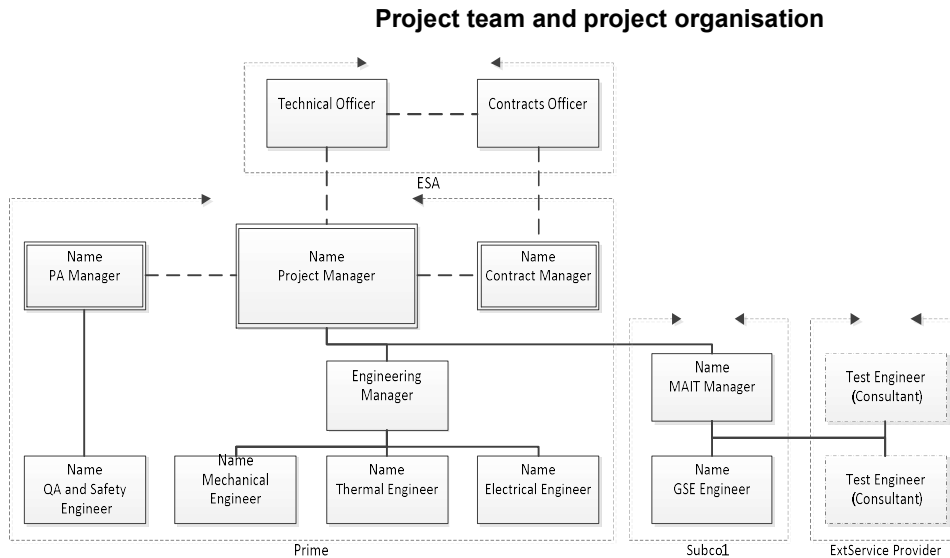 Project team and project organisation
Technical Officer
Contracts Officer
ESA
Name
PA Manager
Name
Project Manager
Name
Contract Manager
Engineering
Manager
Name
MAIT Manager
Test Engineer
(Consultant)
Name
QA and Safety
Engineer
Name
Mechanical
Engineer
Name
Thermal Engineer
Name
Electrical Engineer
Name
GSE Engineer
Test Engineer
(Consultant)
Prime
Subco1
ExtService Provider